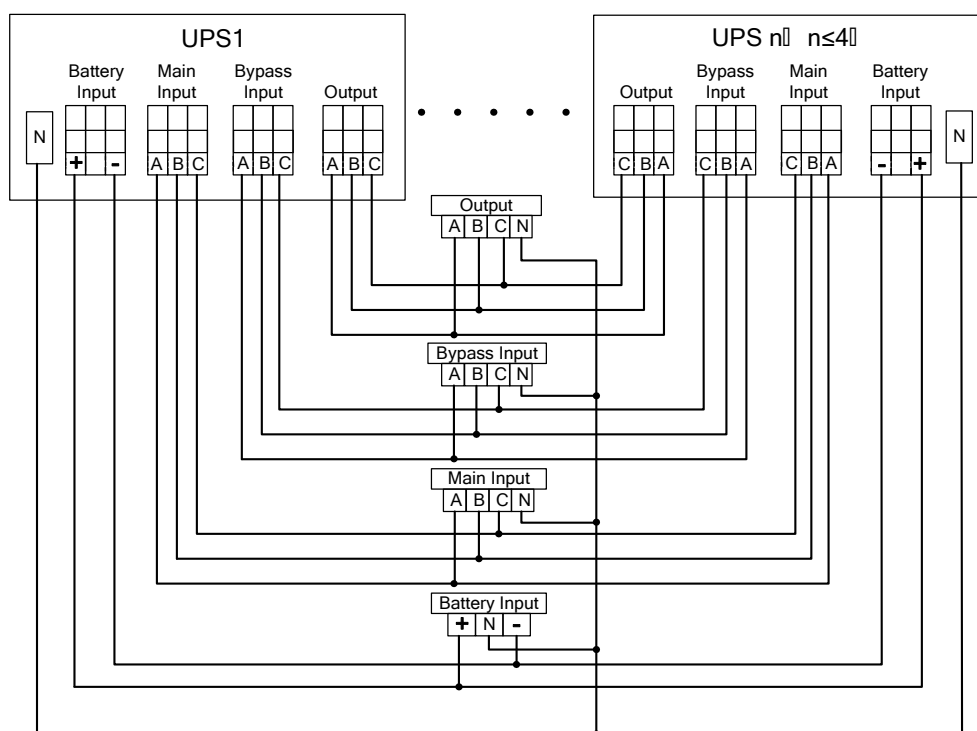 UPS1
UPS n▯ n≤4▯
Battery Input
Main Input
Bypass Input
Output
Output
Bypass Input
Main Input
Battery Input
N
+ -
A B C
A B C
A B C
C B A
C B A
C B A
- +
N
Output
A B C N
Bypass Input
A B C N
Main Input
A B C N
Battery Input
+ N -